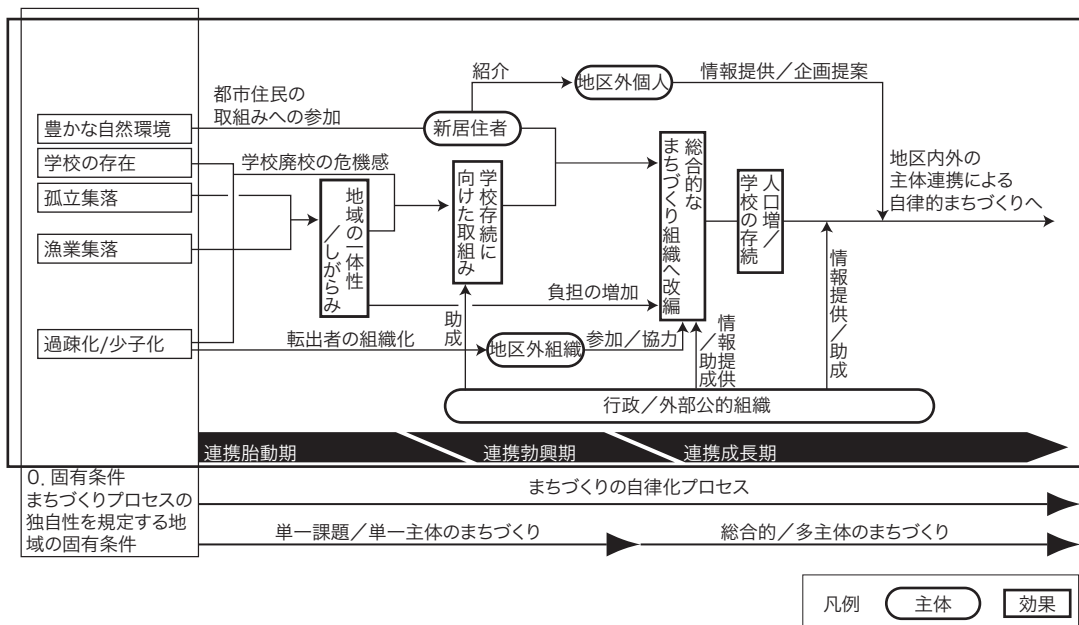 紹介
地区外個人
情報提供／企画提案
都市住民の
取組みへの参加
豊かな自然環境
新居住者
学校の存在
学校廃校の危機感
孤立集落
漁業集落
地域の一体性
／しがらみ
学校存続に
向けた取組み
総合的な
まちづくり組織へ改編
人口増／
学校の存続
地区内外の
主体連携による
自律的まちづくりへ
負担の増加
助成
過疎化/少子化
転出者の組織化
地区外組織
参加／協力
情報提供
／助成
情報提供／助成
行政／外部公的組織
連携胎動期
連携勃興期
連携成長期
０. 固有条件
まちづくりプロセスの
独自性を規定する地
域の固有条件
まちづくりの自律化プロセス
単一課題／単一主体のまちづくり
総合的／多主体のまちづくり
凡例
主体
効果